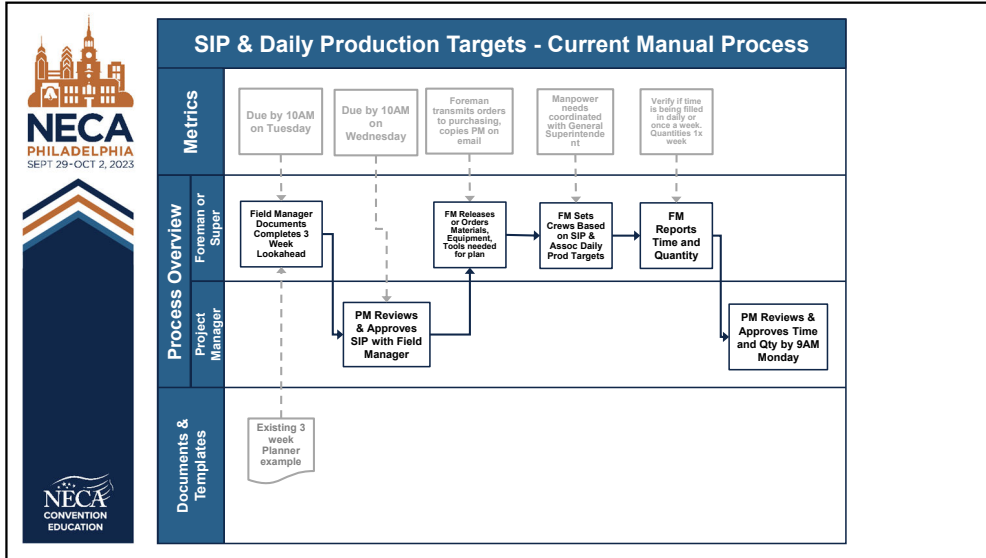 NECA
PHILADELPHIA
SEPT 29-OCT 2, 2023
NECA
CONVENTION
EDUCATION
SIP & Daily Production Targets - Current Manual Process
Metrics
Due by 10AM
on Tuesday
Due by 10AM
on
Wednesday
Foreman
transmits orders
to purchasing,
copies PM on
email
Manpower
needs
coordinated
with General
Superintende
nt
Verify if time
is being filled
in daily or
once a week.
Quantities 1x
week
Process Overview
Foreman or
Super
Field Manager
Documents
Completes 3
Week
Lookahead
FM Releases
or Orders
Materials,
Equipment,
Tools needed
for plan
FM Sets
Crews Based
on SIP &
Assoc Daily
Prod Targets
FM
Reports
Time and
Quantity
Project
Manager
PM Reviews
& Approves
SIP with Field
Manager
PM Reviews &
Approves Time
and Qty by 9AM
Monday
Documents &
Templates
Existing 3
week
Planner
example